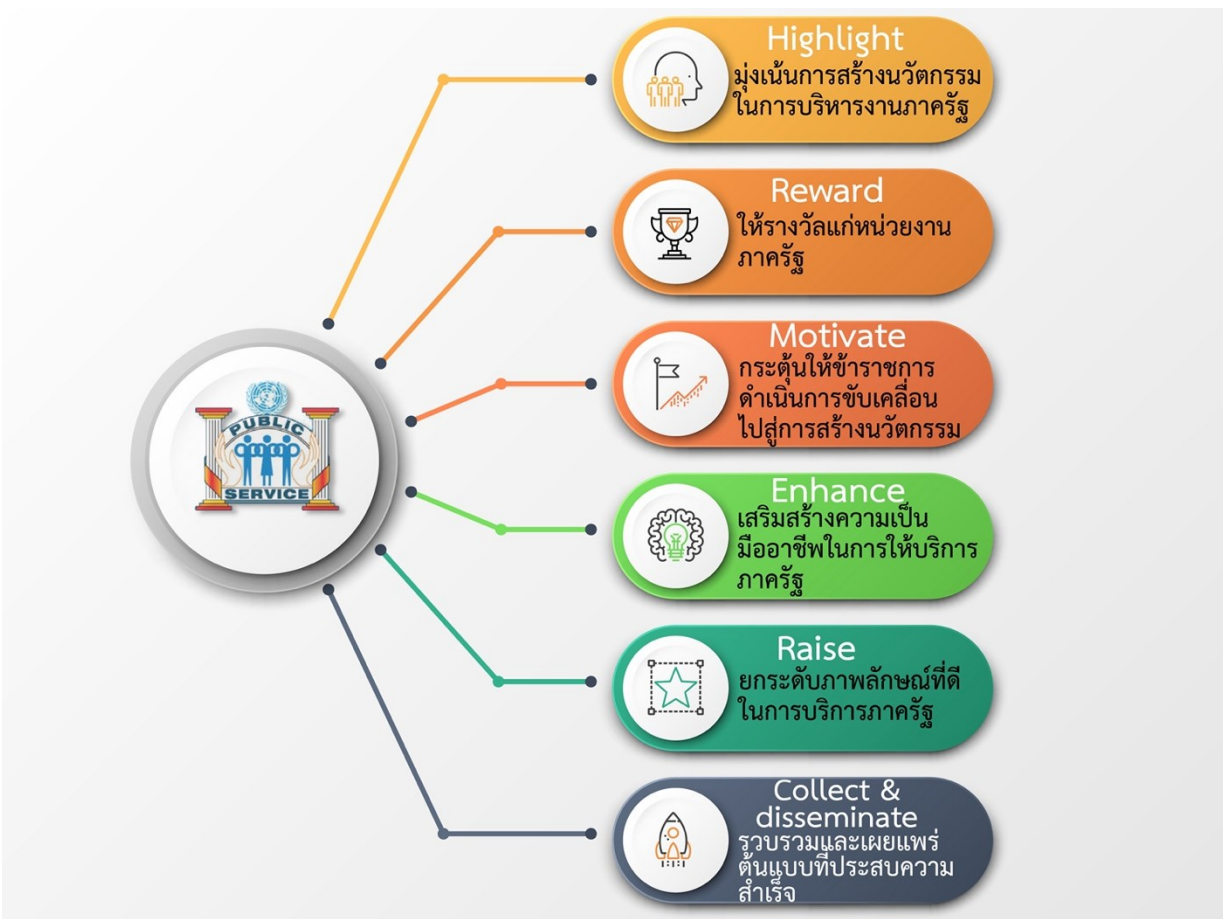 PUBLIC
SERVICE
Highlight
มุ่งเน้นการสร้างนวัตกรรม
ในการบริหารงานภาครัฐ
Reward
ให้รางวัลแก่หน่วยงาน
ภาครัฐ
Motivate
กระตุ้นให้ข้าราชการ
ดำเนินการขับเคลื่อน
ไปสู่การสร้างนวัตกรรม
Enhance
เสริมสร้างความเป็น
มืออาชีพในการให้บริการ
ภาครัฐ
Raise
ยกระดับภาพลักษณ์ที่ดี
ในการบริการภาครัฐ
Collect &
disseminate
รวบรวมและเผยแพร่
ต้นแบบที่ประสบความ
สำเร็จ